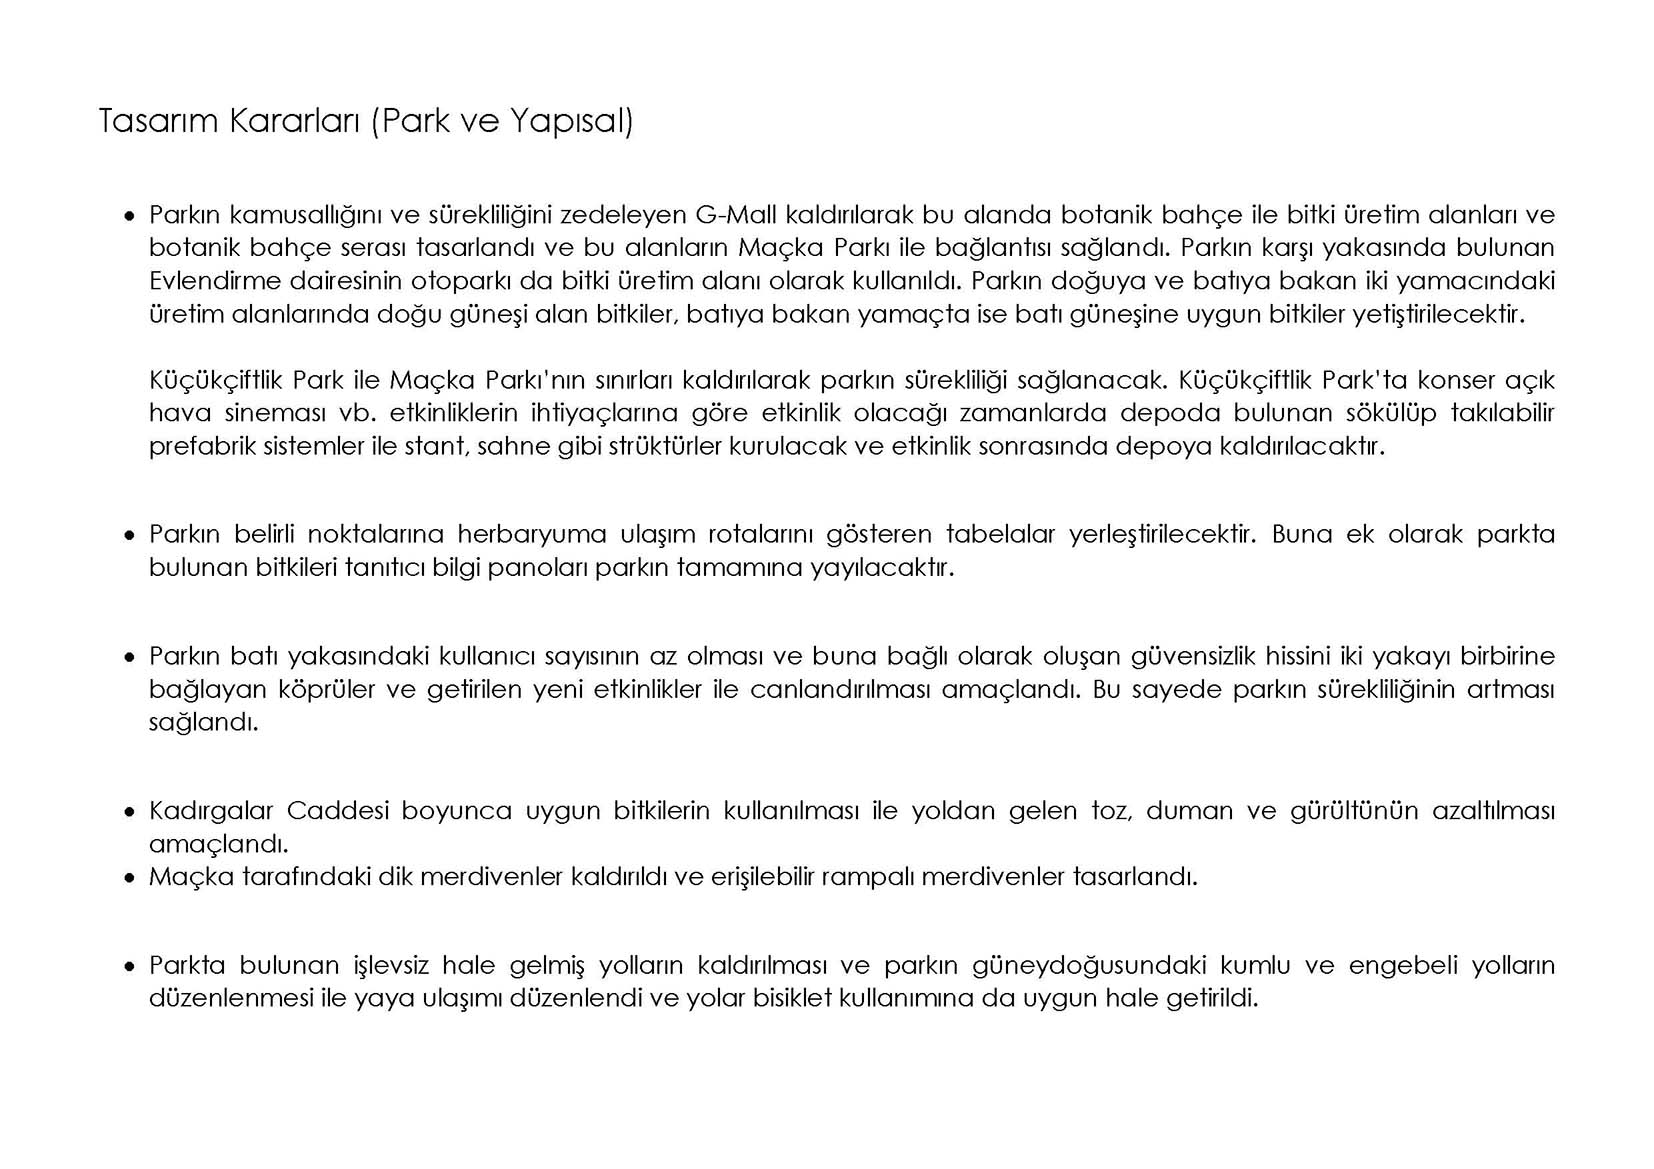 Tasarım Kararları (Park ve Yapısal)
• Parkın kamusallığını ve sürekliliğini zedeleyen G-Mall kaldırılarak bu alanda botanik bahçe ile bitki üretim alanları ve
botanik bahçe serası tasarlandı ve bu alanların Maçka Parkı ile bağlantısı sağlandı. Parkın karşı yakasında bulunan
Evlendirme dairesinin otoparkı da bitki üretim alanı olarak kullanıldı. Parkın doğuya ve batıya bakan iki yamacındaki
üretim alanlarında doğu güneşi alan bitkiler, batıya bakan yamaçta ise batı güneşine uygun bitkiler yetiştirilecektir.
Küçükçiftlik Park ile Maçka Parkı'nın sınırları kaldırılarak parkın sürekliliği sağlanacak. Küçükçiftlik Park'ta konser açık
hava sineması vb. etkinliklerin ihtiyaçlarına göre etkinlik olacağı zamanlarda depoda bulunan sökülüp takılabilir
prefabrik sistemler ile stant, sahne gibi strüktürler kurulacak ve etkinlik sonrasında depoya kaldırılacaktır.
• Parkın belirli noktalarına herbaryuma ulaşım rotalarını gösteren tabelalar yerleştirilecektir. Buna ek olarak parkta
bulunan bitkileri tanıtıcı bilgi panoları parkın tamamına yayılacaktır.
• Parkın batı yakasındaki kullanıcı sayısının az olması ve buna bağlı olarak oluşan güvensizlik hissini iki yakayı birbirine
bağlayan köprüler ve getirilen yeni etkinlikler ile canlandırılması amaçlandı. Bu sayede parkın sürekliliğinin artması
sağlandı.
• Kadırgalar Caddesi boyunca uygun bitkilerin kullanılması ile yoldan gelen toz, duman ve gürültünün azaltılması
amaçlandı.
• Maçka tarafındaki dik merdivenler kaldırıldı ve erişilebilir rampalı merdivenler tasarlandı.
• Parkta bulunan işlevsiz hale gelmiş yolların kaldırılması ve parkın güneydoğusundaki kumlu ve engebeli yolların
düzenlenmesi ile yaya ulaşımı düzenlendi ve yolar bisiklet kullanımına da uygun hale getirildi.